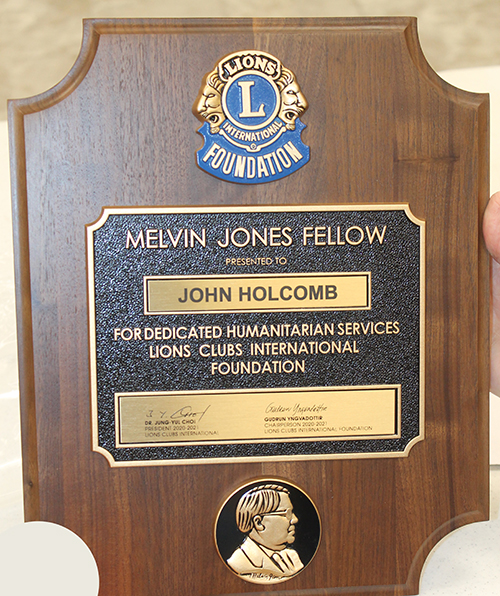 LIONS
L
INTERNATIONAL
®
FOUNDATION
MELVIN JONES FELLOW
PRESENTED TO
JOHN HOLCOMB
FOR DEDICATED HUMANITARIAN SERVICES
LIONS CLUBS INTERNATIONAL
FOUNDATION
DR. JUNG-YUL CHOI
PRESIDENT 2020-2021
LIONS CLUBS INTERNATIONAL
GUDRUN YNGVADOTTIR
CHAIRPERSON 2020-2021
LIONS CLUBS INTERNATIONAL FOUNDATION